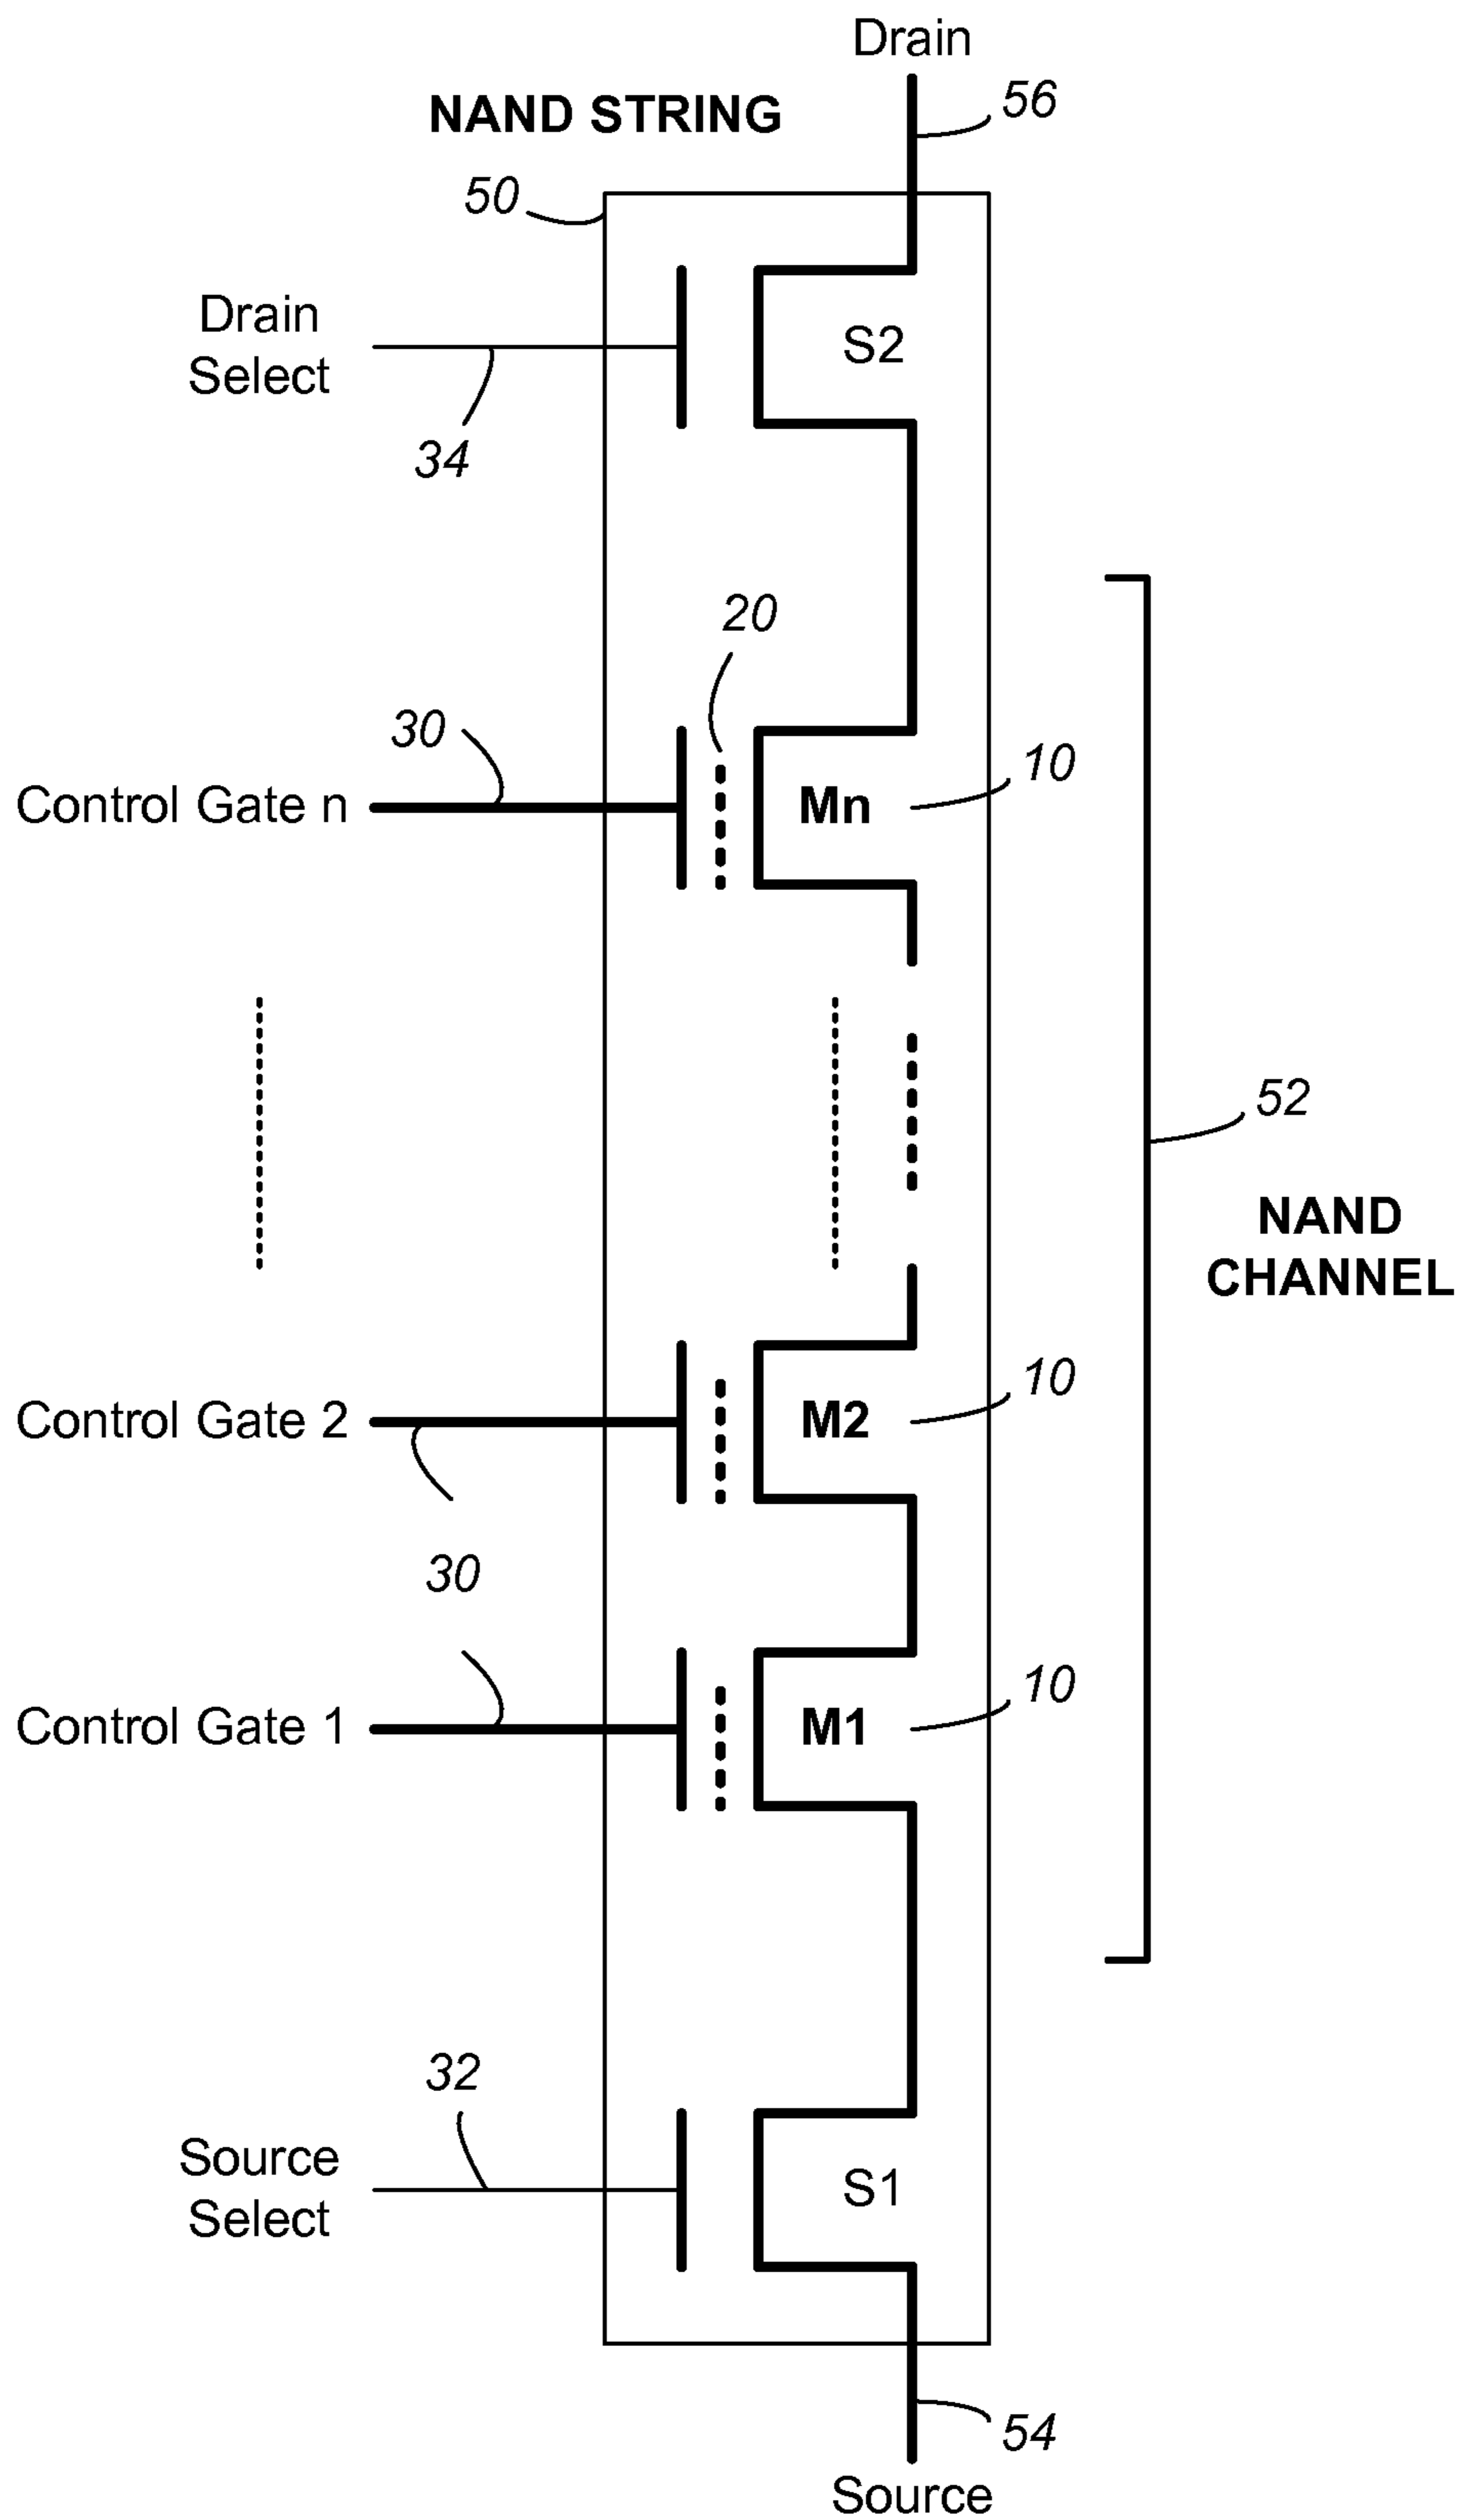 Drain
56
NAND STRING
50
Drain
Select
S2
34
20
30
10
Control Gate n
Mn
52
NAND
CHANNEL
10
Control Gate 2
M2
30
10
Control Gate 1
M1
32
Source
Select
S1
54
Source